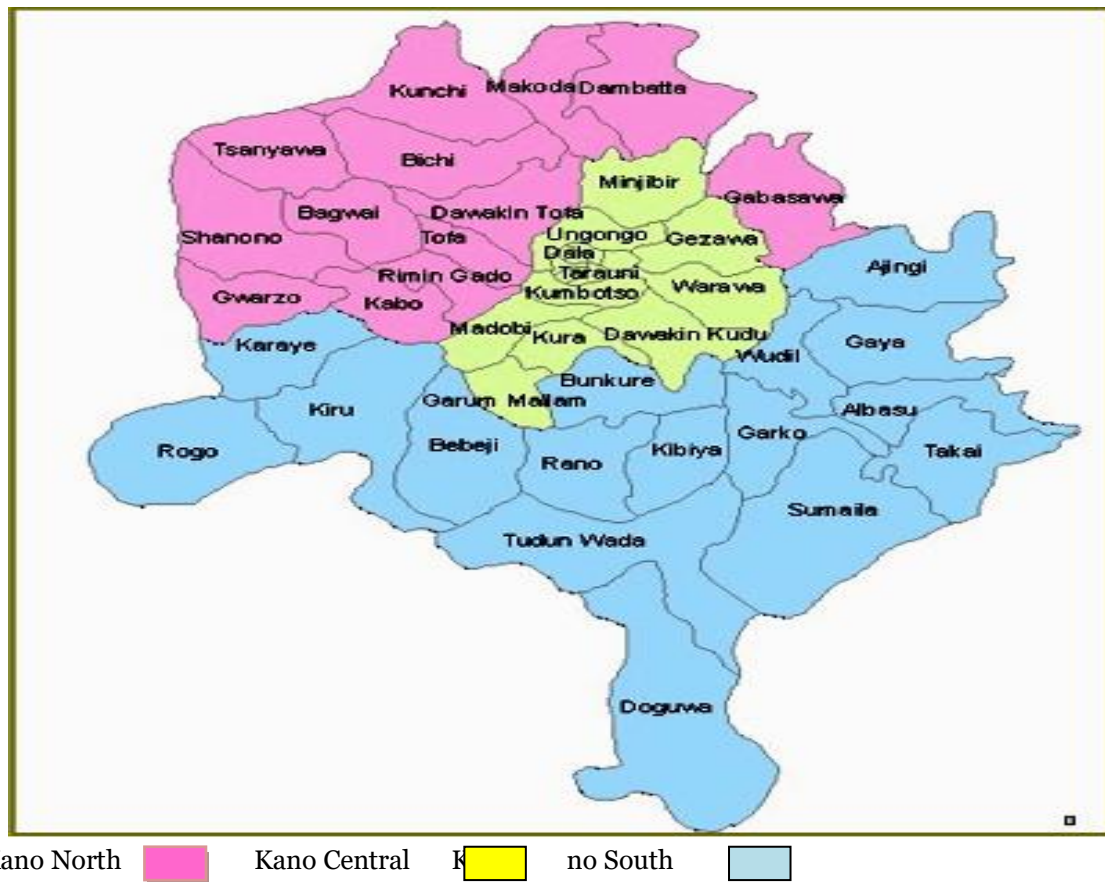 Kunchi
Makoda
Dambatta
Tsanyawa
Bichi
Minjibir
Gabasawa
Bagwai
Dawakin Tofa
Shanono
Tofa
Ungongo
Gezawa
Dala
Ajingi
Rimin Gado
Tarauni
Gwarzo
Kabo
Kumbotso
Warawa
Madobi
Kura
Dawakin Kudu
Karaye
Wudil
Gaya
Bunkure
Garum Mallam
Kiru
Albasu
Rogo
Bebeji
Rano
Kibiya
Garko
Takai
Sumaila
Tudun Wada
Doguwa
ano North Kano Central K no South